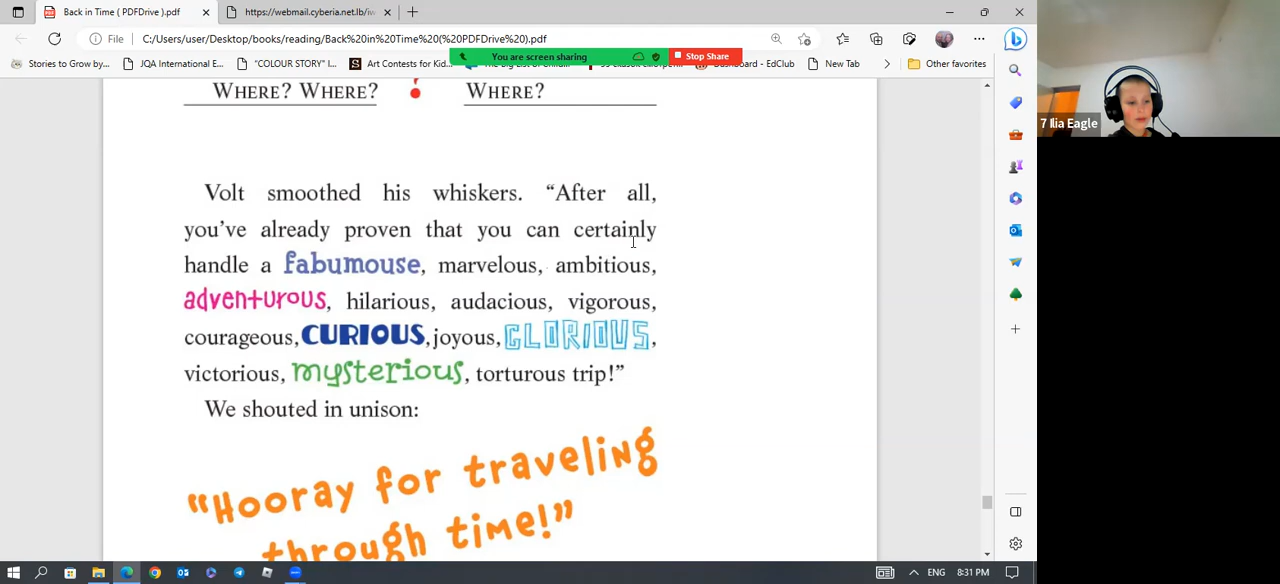 Back in Time ( PDFDrive ).pdf
https://webmail.cyberia.net.lb/iw
File
C:/Users/user/Desktop/books/reading/Back%20in%20Time%20(%20PDFDrive%20).pdf
You are screen sharing
Stop Share
Stories to Grow by...
JQA International E...
"COLOUR STORY" I...
Art Contests for Kid...
Dashboard - EdClub
New Tab
Other favorites
7 Ilia Eagle
WHERE? WHERE? ? WHERE?
Volt smoothed his whiskers. “After all,
you’ve already proven that you can certainly
handle a fabumouse, marvelous, ambitious,
adventurous, hilarious, audacious, vigorous,
courageous, CURIOUS, joyous, GLORIOUS,
victorious, mysterious, torturous trip!”
We shouted in unison:
“Hooray for traveling
through time!”
ENG 8:31 PM